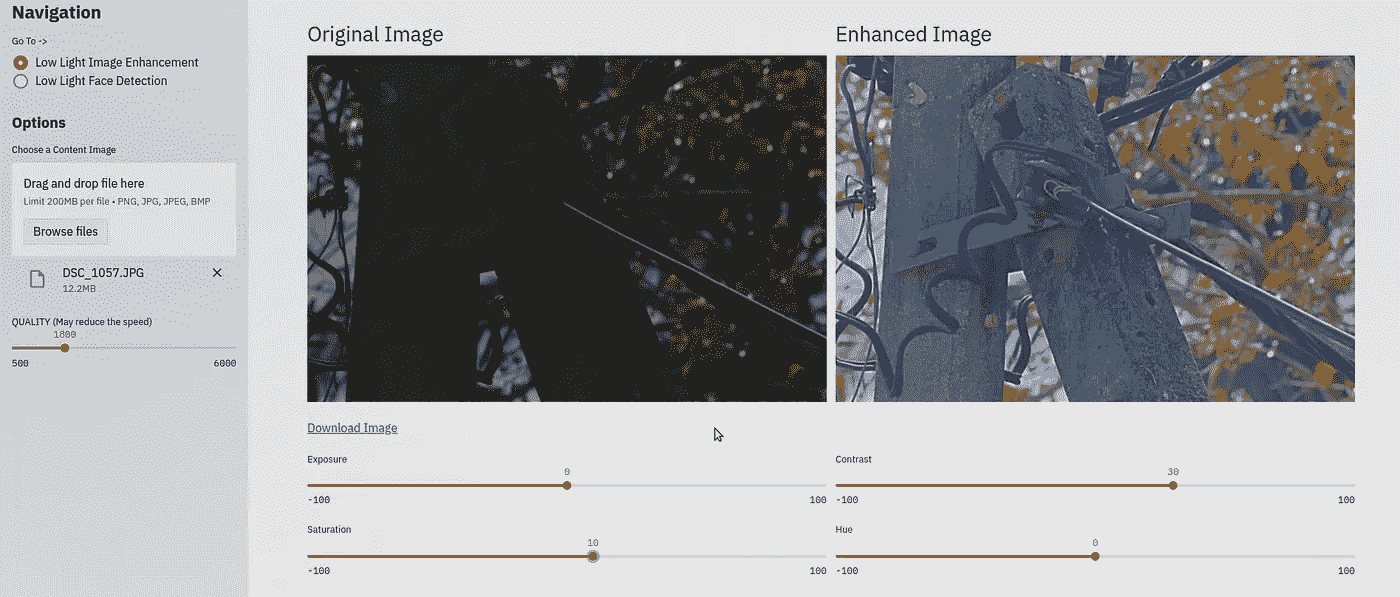 Navigation
Go To ->
Low Light Image Enhancement
Low Light Face Detection
Options
Choose a Content Image
Drag and drop file here
Limit 200MB per file • PNG, JPG, JPEG, BMP
Browse files
DSC_1057.JPG
12.2MB
QUALITY (May reduce the speed)
1800
500 6000
Original Image Enhanced Image
Download Image
Exposure Contrast
0 30
-100 100 -100 100
Saturation Hue
10 0
-100 100 -100 100